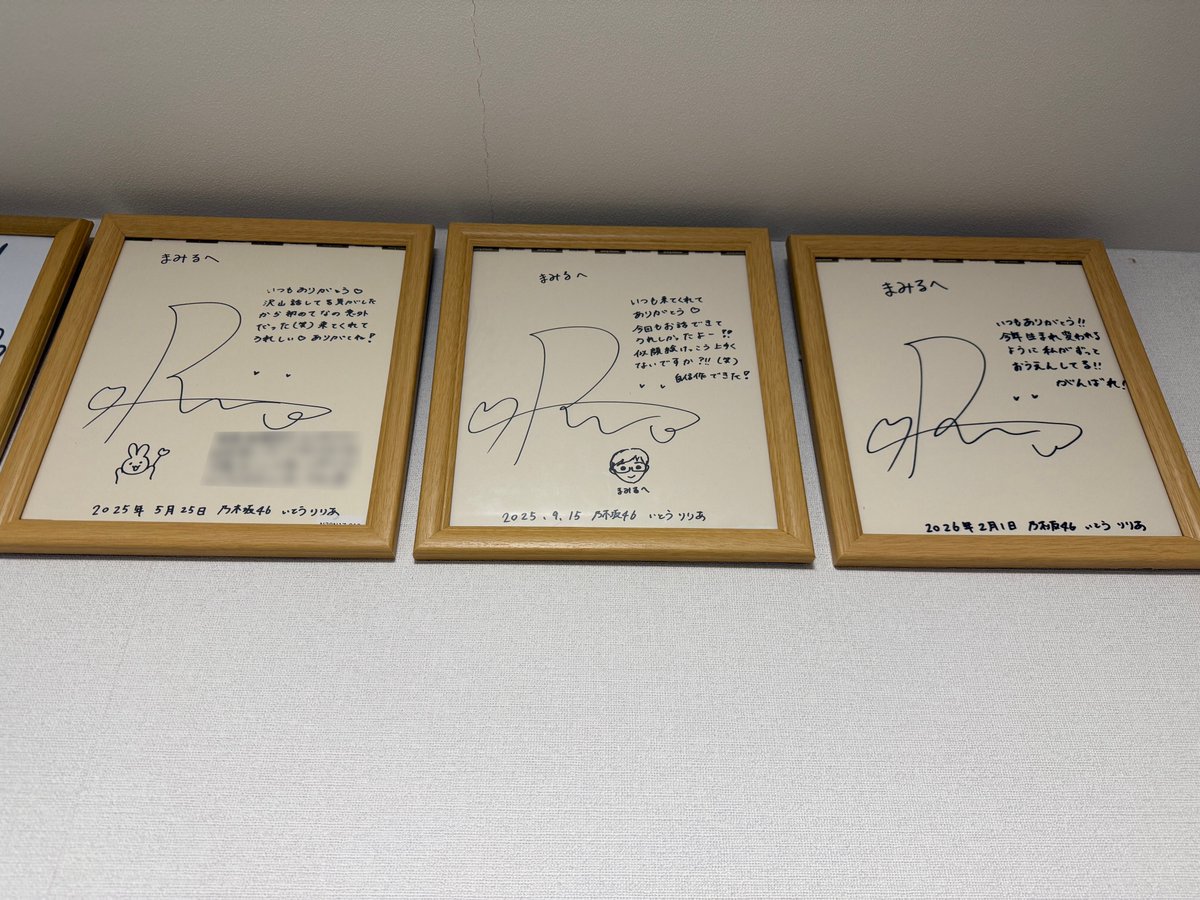 まみるへ
いつもありがとう♡
沢山話してる気がした
から初めてなの意外
だった(笑)来てくれて
うれしい♡ありがとれ!
2025年 5月25日 乃木坂46 いとう りりあ
まみるへ
いつも来てくれて
ありがとう♡
今回もお話できて
うれしかったよー!?
似顔絵けっこう上手く
ないですか?!!(笑)
自信作できた!
まみるへ
2025.9.15 乃木坂46 いとう りりあ
まみるへ
いつもありがとう!!
今年生まれ変われる
ように私がずっと
おうえんしてる!!
がんばれ!
2026年2月1日 乃木坂46 いとう りりあ